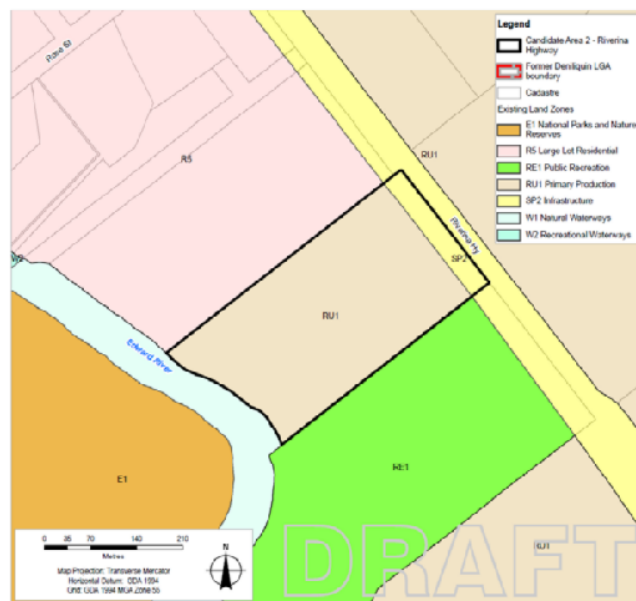 Legend
Candidate Area 2 - Riverina
Highway
Former Deniliquin LGA
boundary
Cadastre
Existing Land Zones
E1 National Parks and Nature
Reserves
R5 Large Lot Residential
RE1 Public Recreation
RU1 Primary Production
SP2 Infrastructure
W1 Natural Waterways
W2 Recreational Waterways
Rose St
R5
RU1
Riverina Hy
SP2
RU1
Edward River
E1
RE1
RU1
0 35 70 140 210
Metres
Map Projection: Transverse Mercator
Horizontal Datum: GDA 1994
Grid: GDA 1994 MGA Zone 55
N
DRAFT